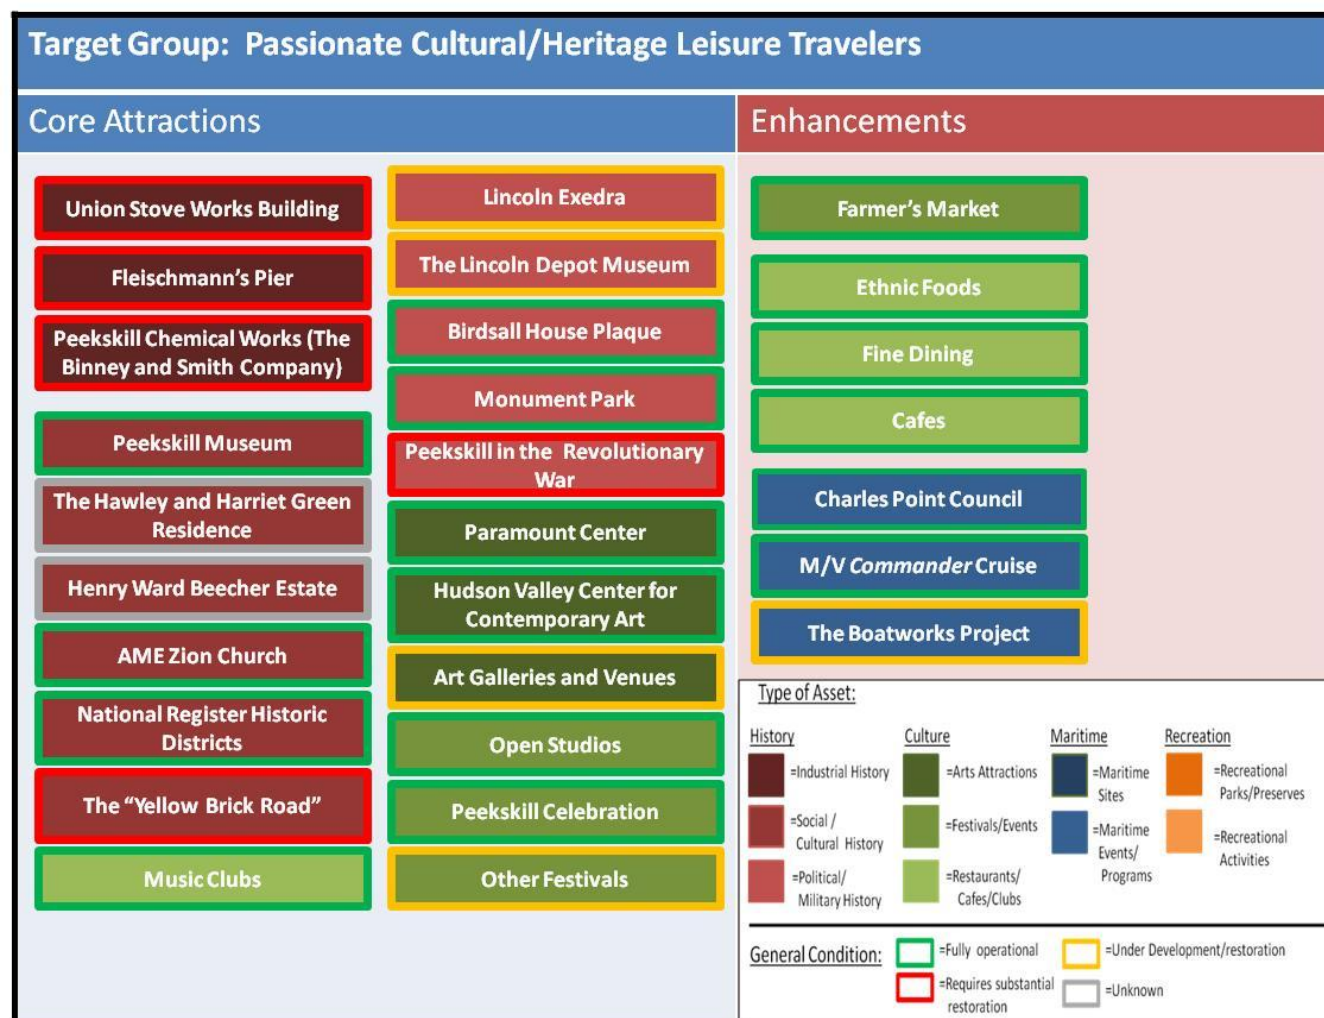 Target Group:  Passionate Cultural/Heritage Leisure Travelers
Core Attractions
Union Stove Works Building
Fleischmann's Pier
Peekskill Chemical Works (The
Binney and Smith Company)
Peekskill Museum
The Hawley and Harriet Green
Residence
Henry Ward Beecher Estate
AME Zion Church
National Register Historic
Districts
The "Yellow Brick Road"
Music Clubs
Lincoln Exedra
The Lincoln Depot Museum
Birdsall House Plaque
Monument Park
Peekskill in the  Revolutionary
War
Paramount Center
Hudson Valley Center for
Contemporary Art
Art Galleries and Venues
Open Studios
Peekskill Celebration
Other Festivals
Enhancements
Farmer's Market
Ethnic Foods
Fine Dining
Cafes
Charles Point Council
M/V Commander Cruise
The Boatworks Project
Type of Asset:
History
=Industrial History
=Social /
Cultural  History
=Political/
Military History
Culture
=Arts Attractions
=Festivals/Events
=Restaurants/
Cafes/Clubs
Maritime
=Maritime
Sites
=Maritime
Events/
Programs
Recreation
=Recreational
Parks/Preserves
=Recreational
Activities
General Condition:
=Fully  operational
=Requires substantial
restoration
=Under Development/restoration
=Unknown